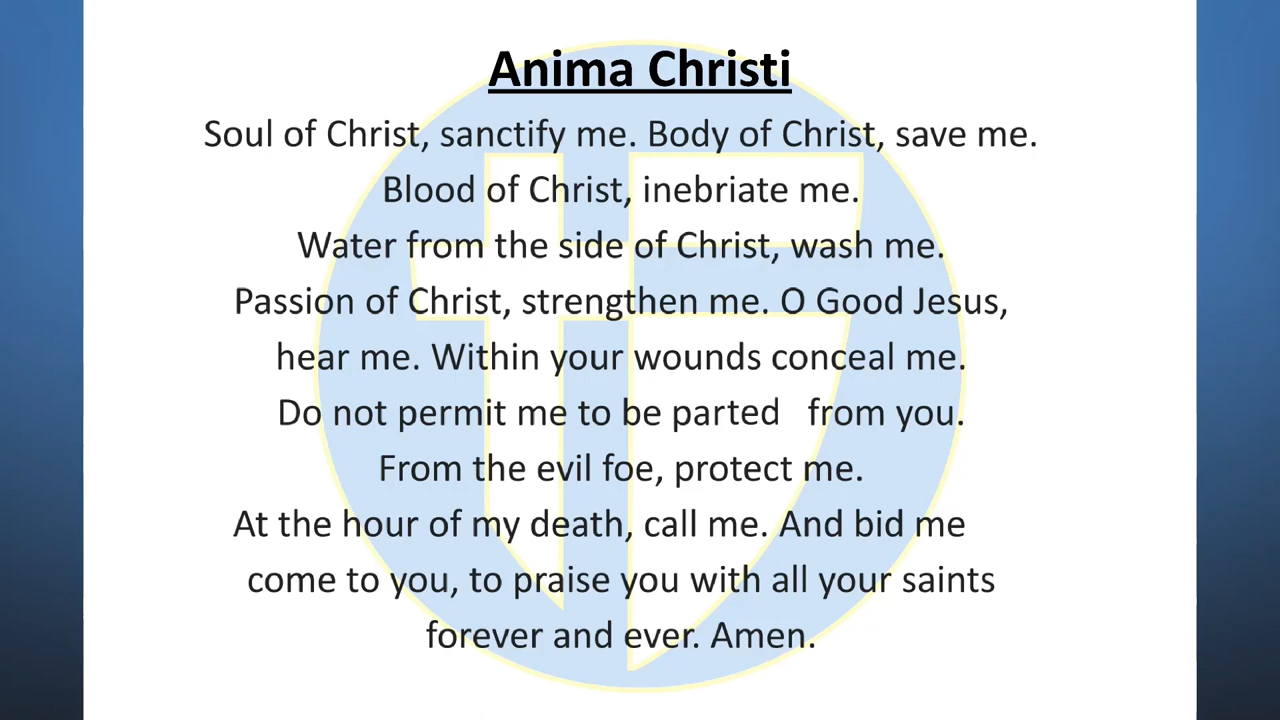 Anima Christi
Soul of Christ, sanctify me. Body of Christ, save me.
Blood of Christ, inebriate me.
Water from the side of Christ, wash me.
Passion of Christ, strengthen me. O Good Jesus,
hear me. Within your wounds conceal me.
Do not permit me to be parted from you.
From the evil foe, protect me.
At the hour of my death, call me. And bid me
come to you, to praise you with all your saints
forever and ever. Amen.